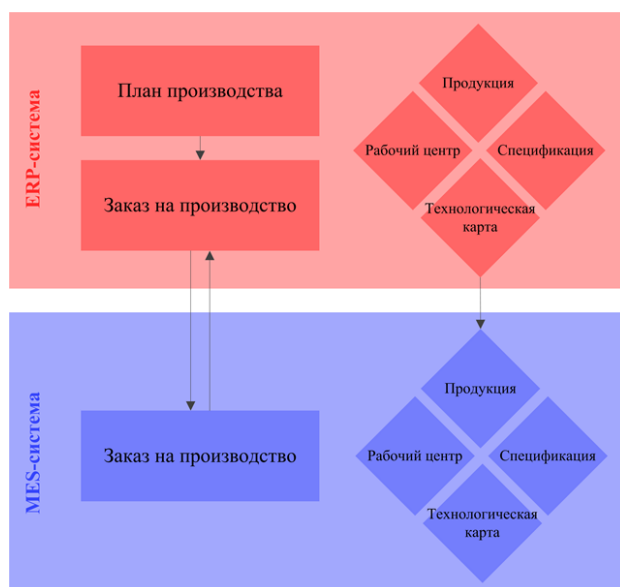 ERP-система
План производства
Заказ на производство
Продукция
Рабочий центр
Спецификация
Технологическая
карта
MES-система
Заказ на производство
Продукция
Рабочий центр
Спецификация
Технологическая
карта